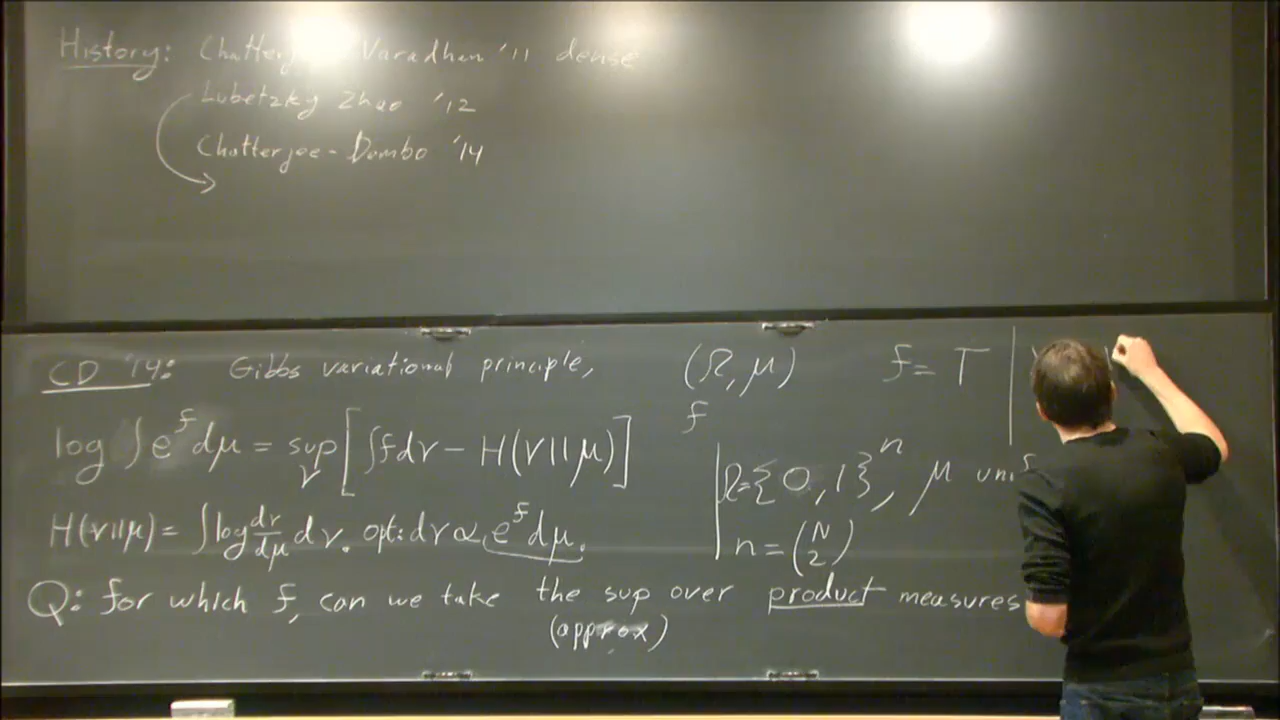 History: Varadhan '11 dense
Lubetzky Zhao '12
Chatterjee-Dembo '14
CD '14: Gibbs variational principle, (Ω, μ) f = T
log ∫ e^f dμ = sup_ν [∫ f dν - H(ν||μ)] f
Ω = {0,1}^n, μ unif
H(ν||μ) = ∫ log dν/dμ dν. opt: dν ∝ e^f dμ. n = (N 2)
Q: for which f, can we take the sup over product measures
(approx)